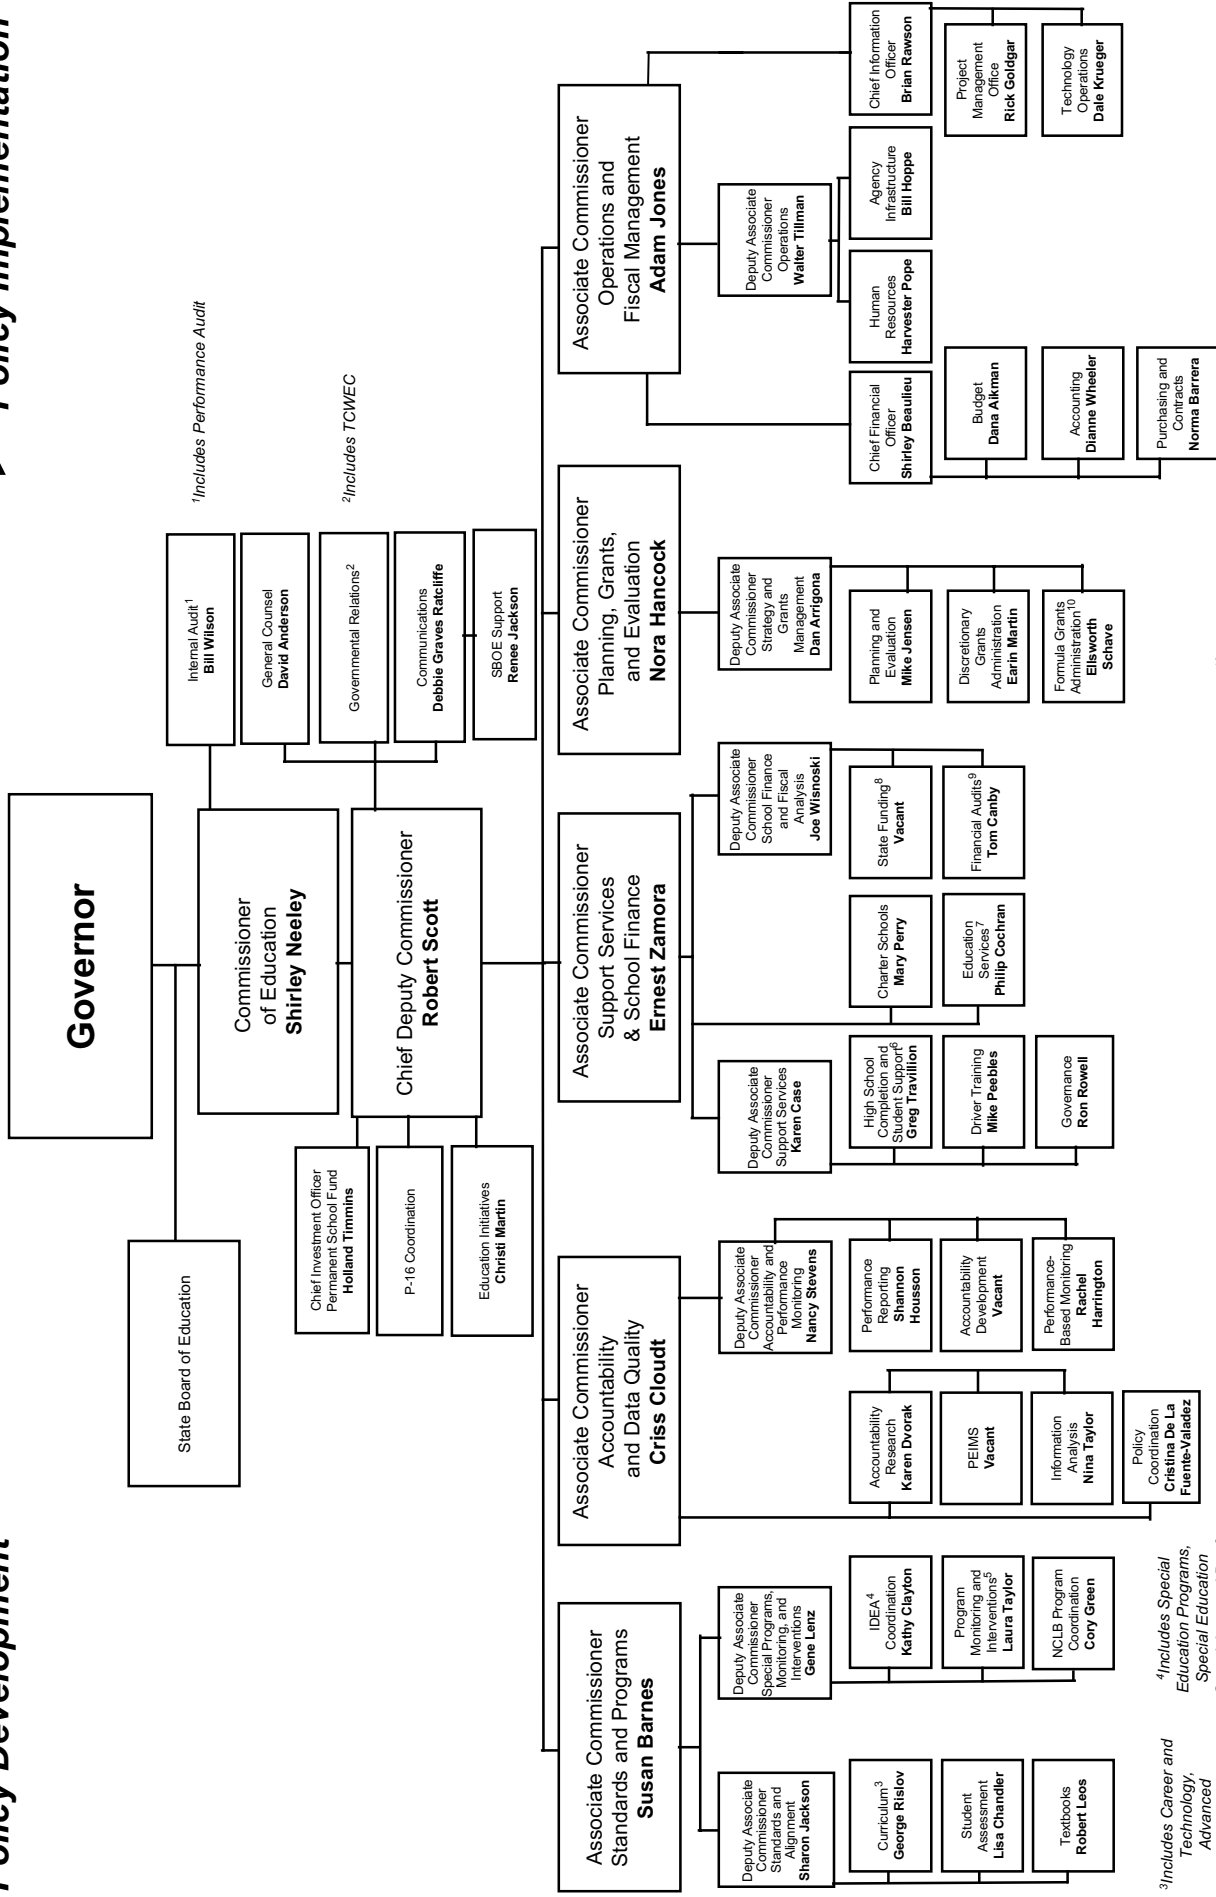 Policy Development
Policy Implementation
Governor
State Board of Education
Commissioner
of Education
Shirley Neeley
Internal Audit1
Bill Wilson
1Includes Performance Audit
General Counsel
David Anderson
Governmental Relations2
2Includes TCWEC
Communications
Debbie Graves Ratcliffe
SBOE Support
Renee Jackson
Chief Deputy Commissioner
Robert Scott
Chief Investment Officer
Permanent School Fund
Holland Timmins
P-16 Coordination
Education Initiatives
Christi Martin
Associate Commissioner
Standards and Programs
Susan Barnes
Associate Commissioner
Accountability
and Data Quality
Criss Cloudt
Associate Commissioner
Support Services
& School Finance
Ernest Zamora
Associate Commissioner
Planning, Grants,
and Evaluation
Nora Hancock
Associate Commissioner
Operations and
Fiscal Management
Adam Jones
Deputy Associate
Commissioner
Standards and
Alignment
Sharon Jackson
Curriculum3
George Rislov
Student
Assessment
Lisa Chandler
Textbooks
Robert Leos
Deputy Associate
Commissioner
Special Programs,
Monitoring, and
Interventions
Gene Lenz
IDEA4
Coordination
Kathy Clayton
Program
Monitoring and
Interventions5
Laura Taylor
NCLB Program
Coordination
Cory Green
Accountability
Research
Karen Dvorak
PEIMS
Vacant
Information
Analysis
Nina Taylor
Policy
Coordination
Cristina De La
Fuente-Valadez
Deputy Associate
Commissioner
Accountability and
Performance
Monitoring
Nancy Stevens
Performance
Reporting
Shannon
Housson
Accountability
Development
Vacant
Performance-
Based Monitoring
Rachel
Harrington
Deputy Associate
Commissioner
Support Services
Karen Case
High School
Completion and
Student Support6
Greg Travillion
Driver Training
Mike Peebles
Governance
Ron Rowell
Charter Schools
Mary Perry
Education
Services7
Philip Cochran
Deputy Associate
Commissioner
School Finance
and Fiscal
Analysis
Joe Wisnoski
State Funding8
Vacant
Financial Audits9
Tom Canby
Deputy Associate
Commissioner
Strategy and
Grants
Management
Dan Arrigona
Planning and
Evaluation
Mike Jensen
Discretionary
Grants
Administration
Earin Martin
Formula Grants
Administration10
Ellsworth
Schave
Chief Financial
Officer
Shirley Beaulieu
Budget
Dana Aikman
Accounting
Dianne Wheeler
Purchasing and
Contracts
Norma Barrera
Deputy Associate
Commissioner
Operations
Walter Tillman
Human
Resources
Harvester Pope
Agency
Infrastructure
Bill Hoppe
Chief Information
Officer
Brian Rawson
Project
Management
Office
Rick Goldgar
Technology
Operations
Dale Krueger
3Includes Career and
Technology,
Advanced
4Includes Special
Education Programs,
Special Education